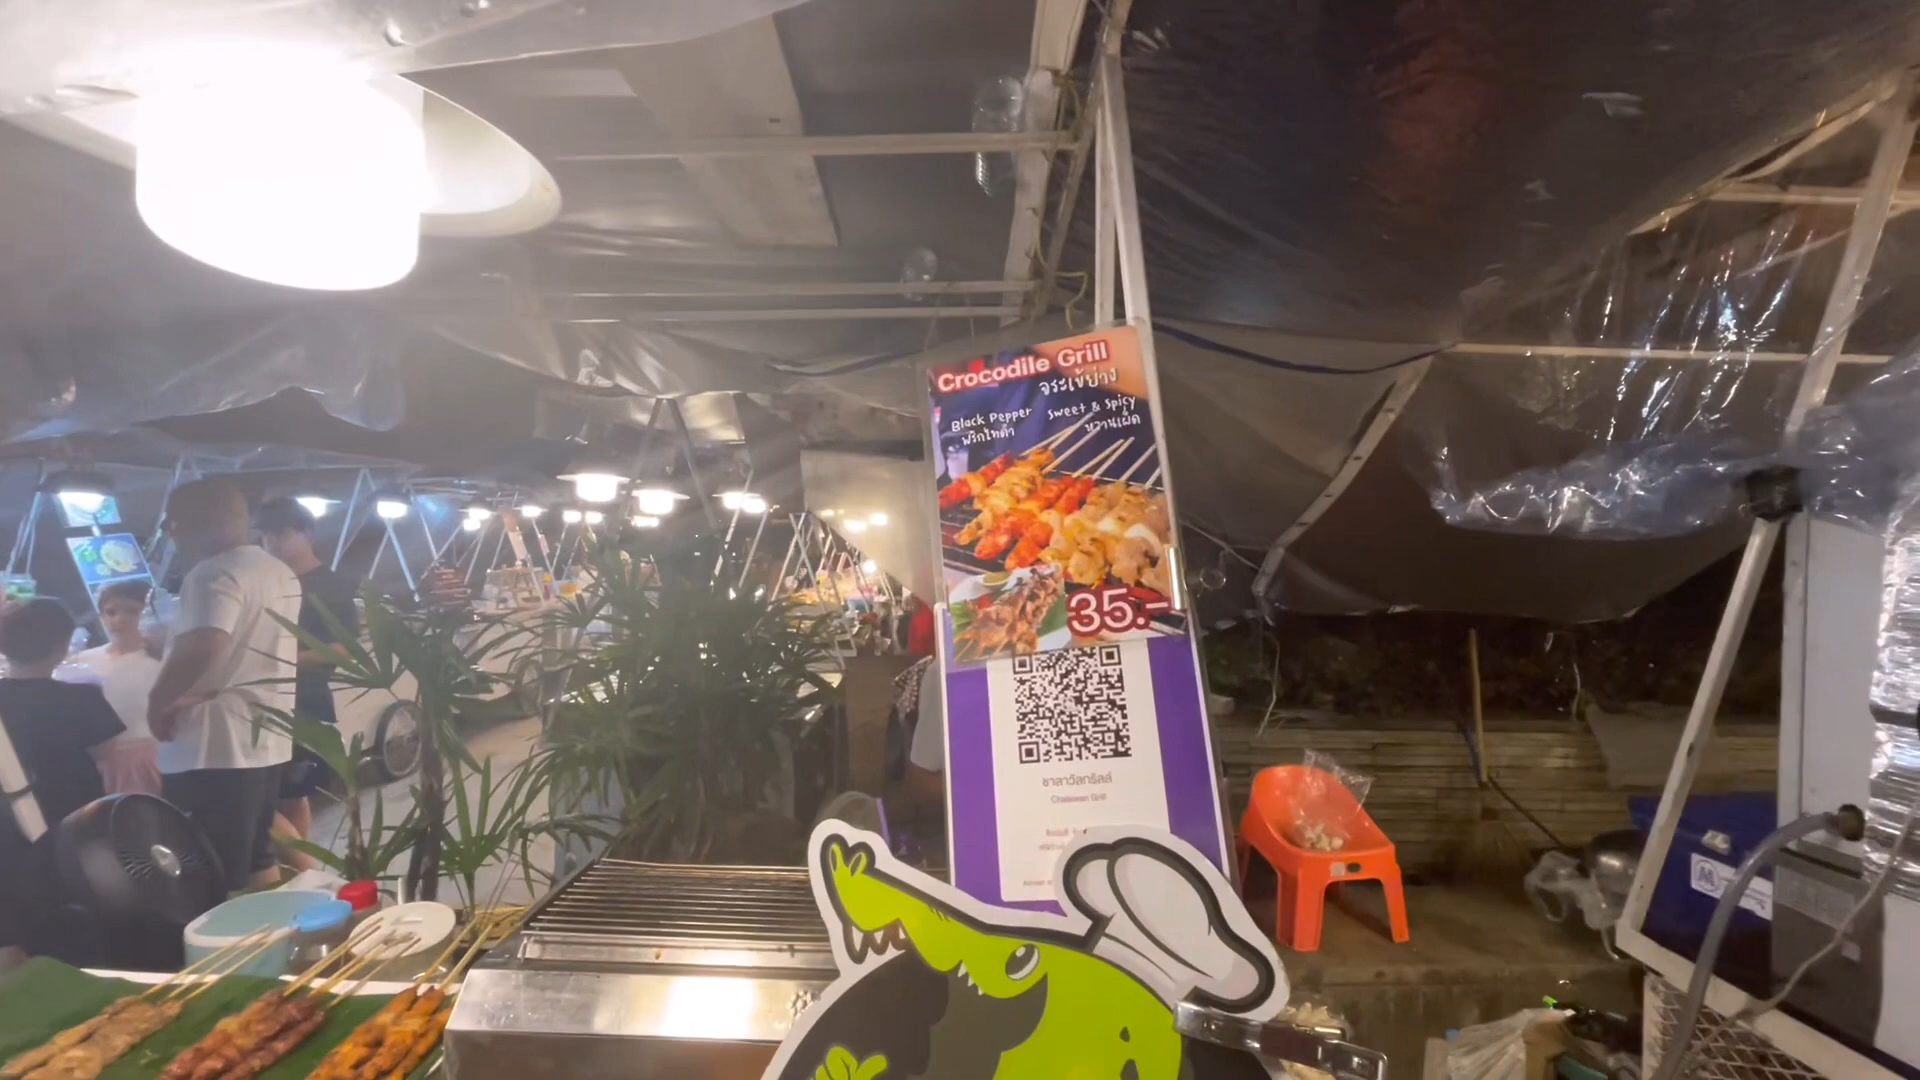 Crocodile Grill
จระเข้ย่าง
Black Pepper
พริกไทดำ
Sweet & Spicy
หวานเผ็ด
35.-
ชาลาวัลกริลล์
Chalawan Grill